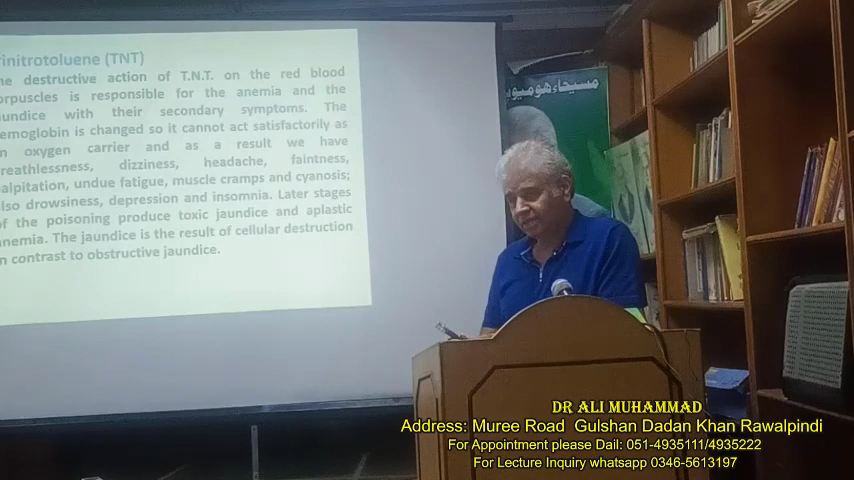 rinitrotoluene (TNT)
he destructive action of T.N.T. on the red blood
orpuscles is responsible for the anemia and the
aundice with their secondary symptoms. The
emoglobin is changed so it cannot act satisfactorily as
n oxygen carrier and as a result we have
reathlessness, dizziness, headache, faintness,
alpitation, undue fatigue, muscle cramps and cyanosis;
lso drowsiness, depression and insomnia. Later stages
f the poisoning produce toxic jaundice and aplastic
nemia. The jaundice is the result of cellular destruction
n contrast to obstructive jaundice.
مسیحاء ہومیو
DR ALI MUHAMMAD
Address: Muree Road Gulshan Dadan Khan Rawalpindi
For Appointment please Dail: 051-4935111/4935222
For Lecture Inquiry whatsapp 0346-5613197